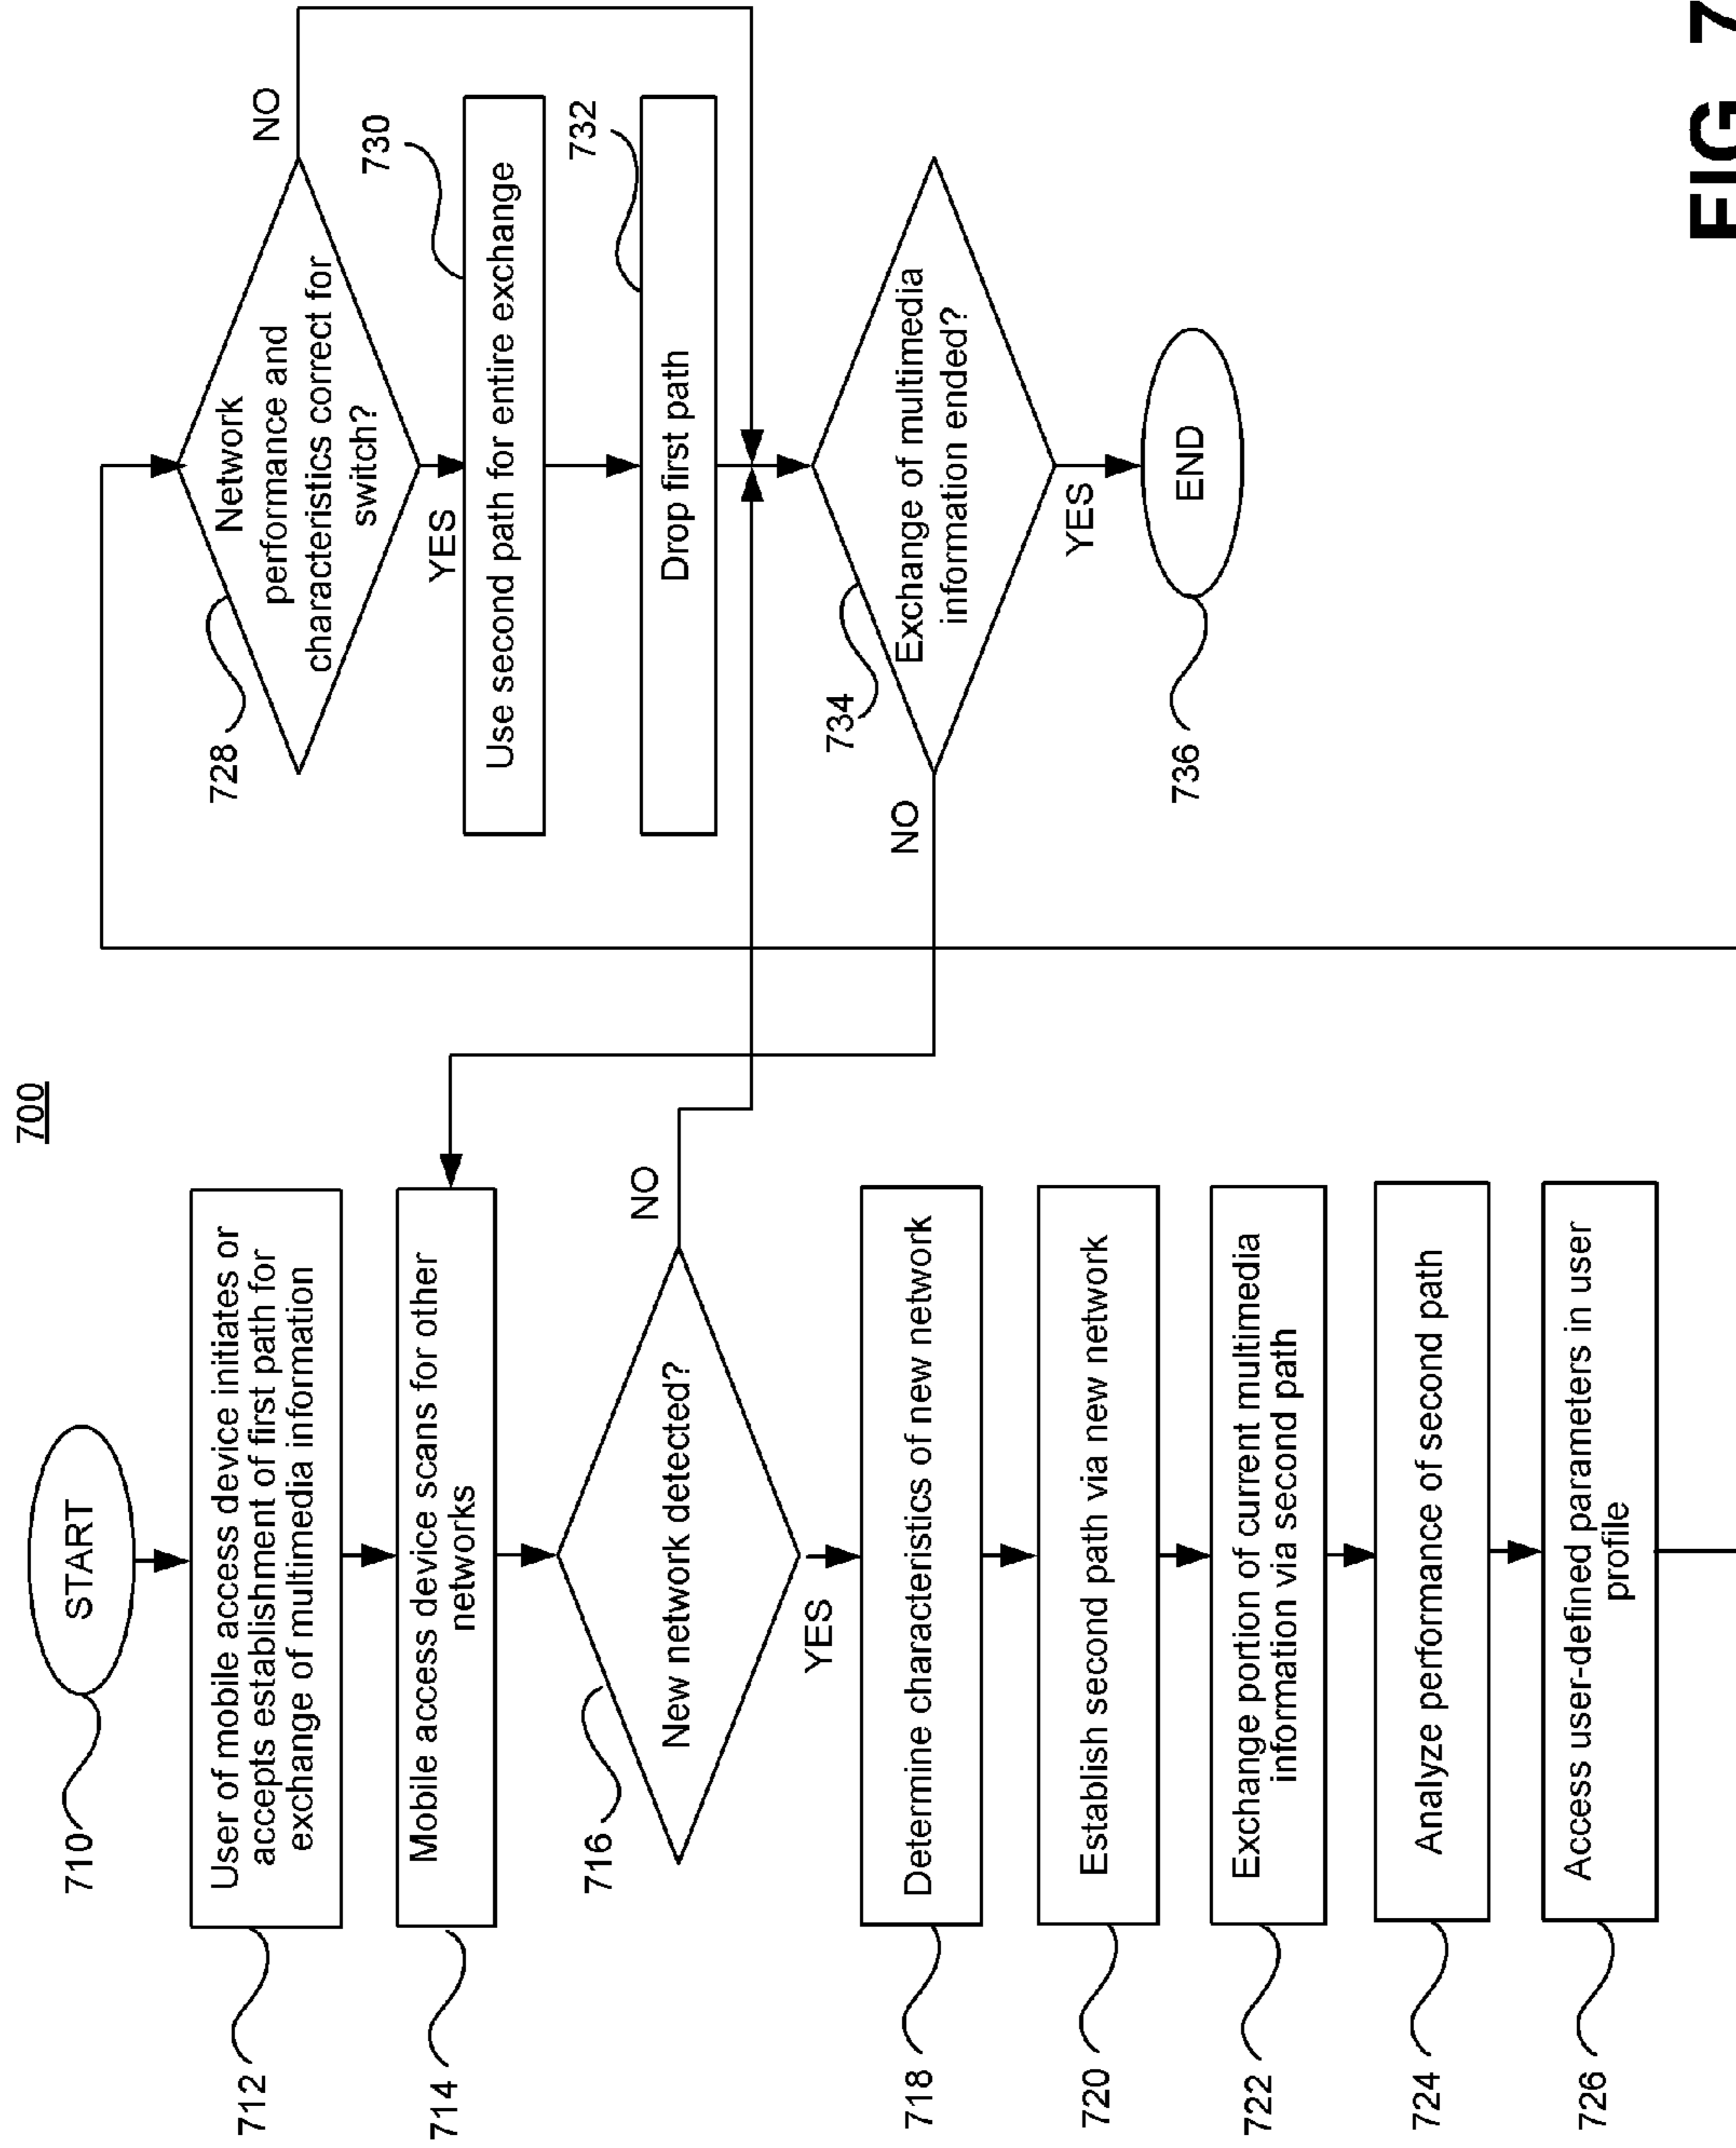 700
START
710
User of mobile access device initiates or
accepts establishment of first path for
exchange of multimedia information
712
Mobile access device scans for other
networks
714
New network detected?
716
NO
YES
Determine characteristics of new network
718
Establish second path via new network
720
Exchange portion of current multimedia
information via second path
722
Analyze performance of second path
724
Access user-defined parameters in user
profile
726
Network
performance and
characteristics correct for
switch?
728
NO
YES
Use second path for entire exchange
730
Drop first path
732
Exchange of multimedia
information ended?
734
NO
YES
END
736
FIG 7